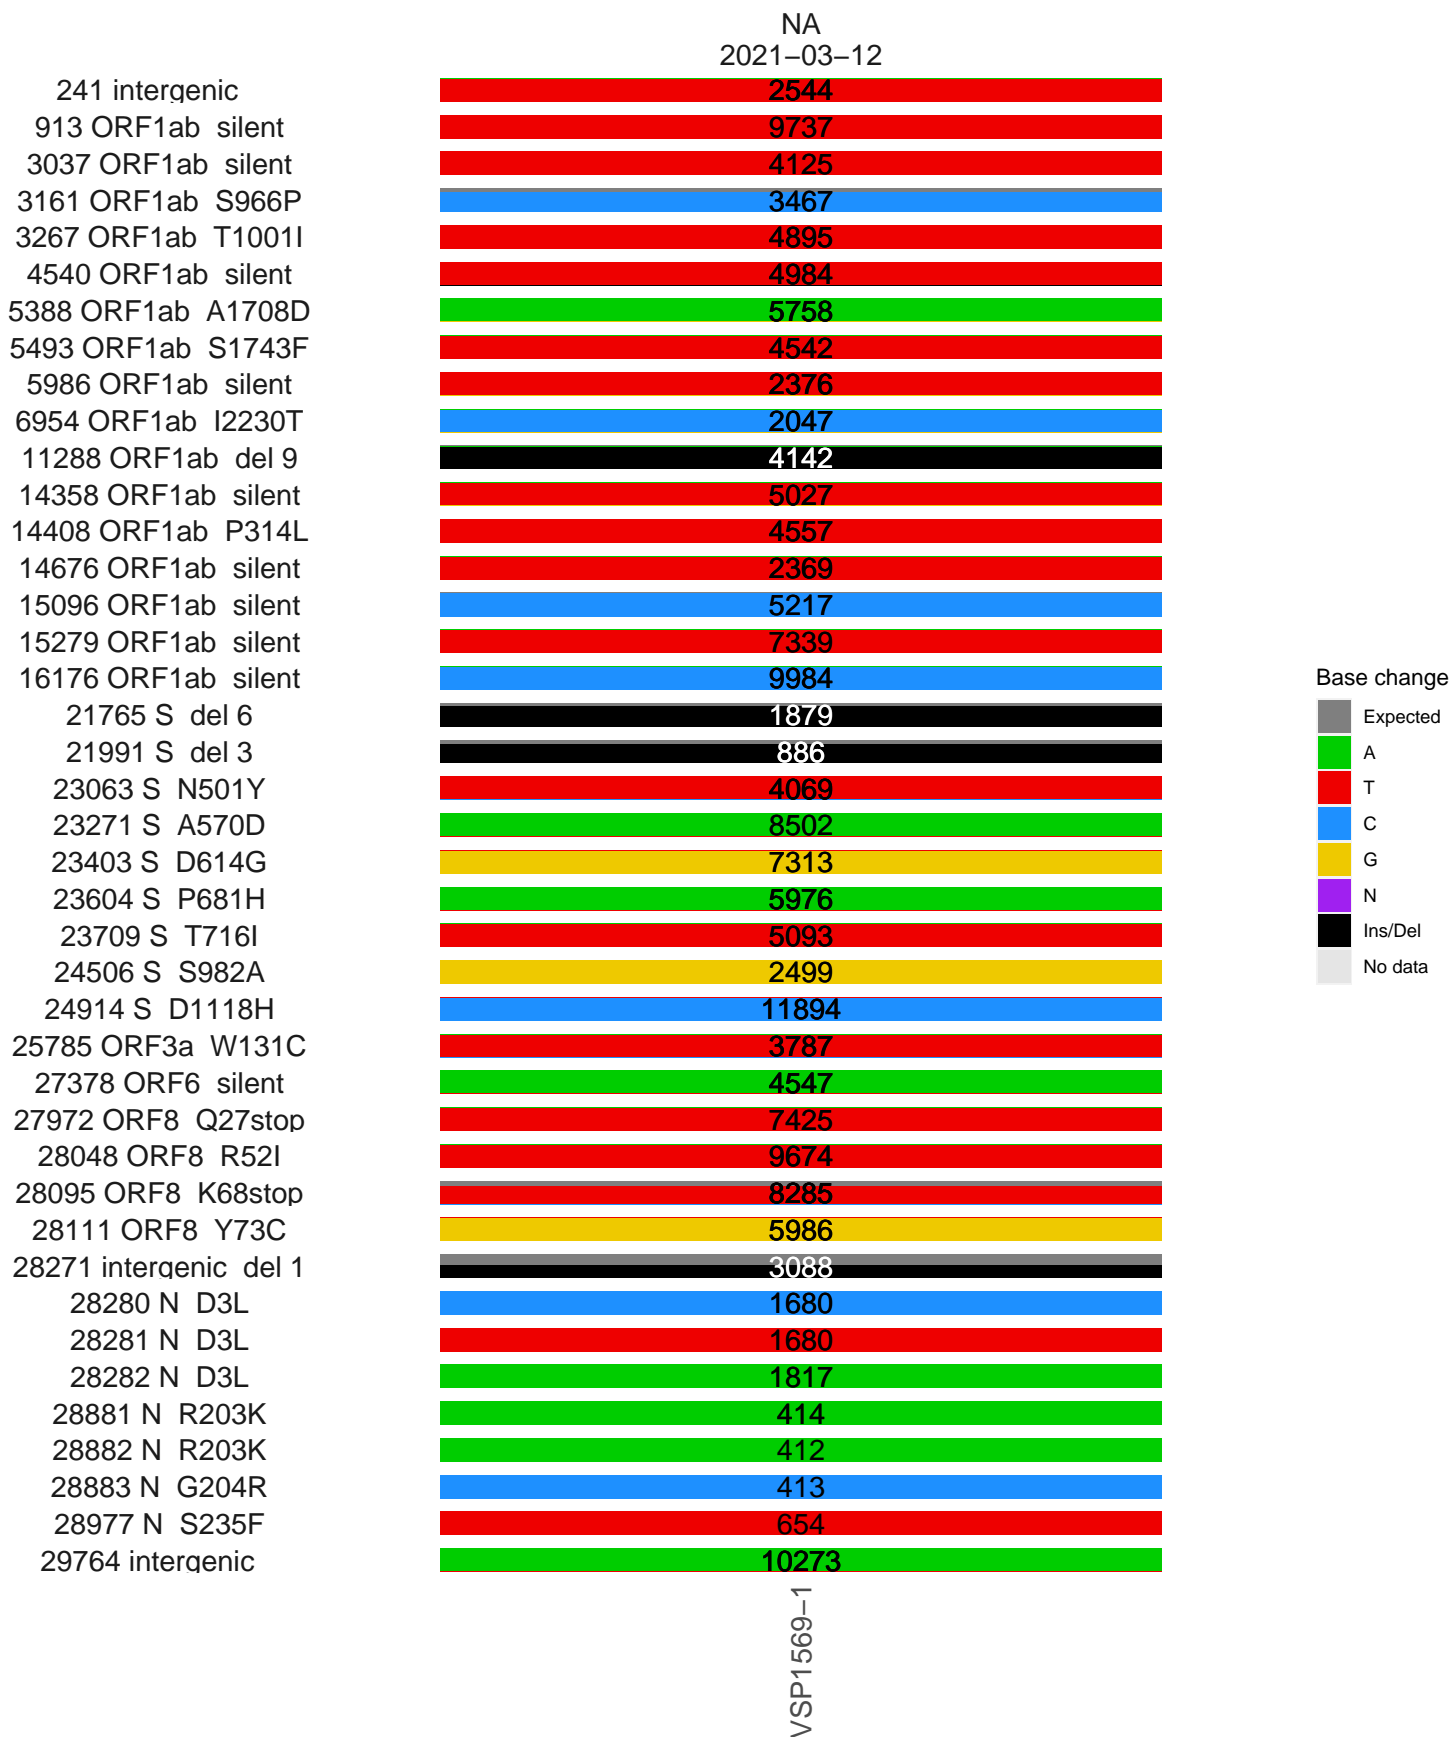 NA
2021−03−12
241 intergenic 2544
913 ORF1ab silent 9737
3037 ORF1ab silent 4125
3161 ORF1ab S966P 3467
3267 ORF1ab T1001I 4895
4540 ORF1ab silent 4984
5388 ORF1ab A1708D 5758
5493 ORF1ab S1743F 4542
5986 ORF1ab silent 2376
6954 ORF1ab I2230T 2047
11288 ORF1ab del 9 4142
14358 ORF1ab silent 5027
14408 ORF1ab P314L 4557
14676 ORF1ab silent 2369
15096 ORF1ab silent 5217
15279 ORF1ab silent 7339
16176 ORF1ab silent 9984
21765 S del 6 1879
21991 S del 3 886
23063 S N501Y 4069
23271 S A570D 8502
23403 S D614G 7313
23604 S P681H 5976
23709 S T716I 5093
24506 S S982A 2499
24914 S D1118H 11894
25785 ORF3a W131C 3787
27378 ORF6 silent 4547
27972 ORF8 Q27stop 7425
28048 ORF8 R52I 9674
28095 ORF8 K68stop 8285
28111 ORF8 Y73C 5986
28271 intergenic del 1 3088
28280 N D3L 1680
28281 N D3L 1680
28282 N D3L 1817
28881 N R203K 414
28882 N R203K 412
28883 N G204R 413
28977 N S235F 654
29764 intergenic 10273
VSP1569−1
Base change
Expected
A
T
C
G
N
Ins/Del
No data